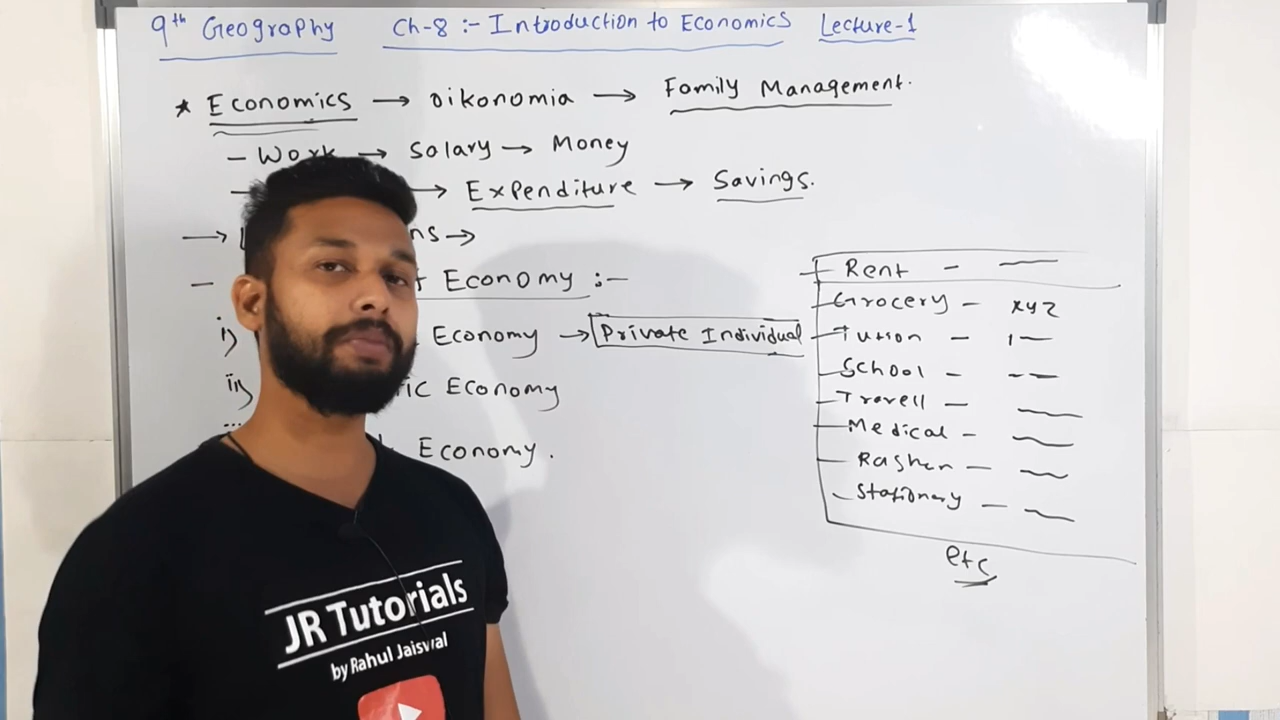 9th Geography Ch-8 :- Introduction to Economics Lecture-1
* Economics → oikonomia → Family Management.
- Work → Salary → Money
- → Expenditure → Savings.
→ ns →
- t Economy :-
i) Economy → Private Individual
ii) ic Economy
Economy.
Rent -
Grocery - xyz
Tution -
School -
Travell -
Medical -
Rashen -
Stationary -
etc
JR Tutorials
by Rahul Jaiswal